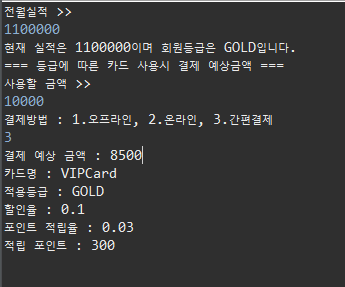 전월실적 >>
1100000
현재 실적은 1100000이며 회원등급은 GOLD입니다.
=== 등급에 따른 카드 사용시 결제 예상금액 ===
사용할 금액 >>
10000
결제방법 : 1.오프라인, 2.온라인, 3.간편결제
3
결제 예상 금액 : 8500
카드명 : VIPCard
적용등급 : GOLD
할인율 : 0.1
포인트 적립율 : 0.03
적립 포인트 : 300